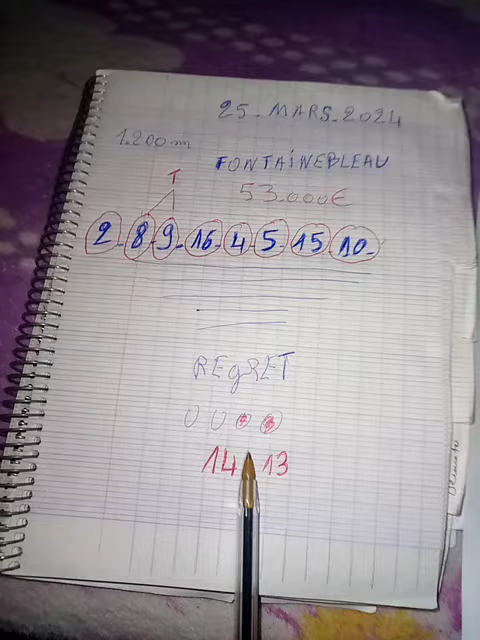 25-MARS-2024
1.200 m
FONTAINEBLEAU
T
53.000€
2-8-9-16-4-5-15-10-
REgRET
14 13